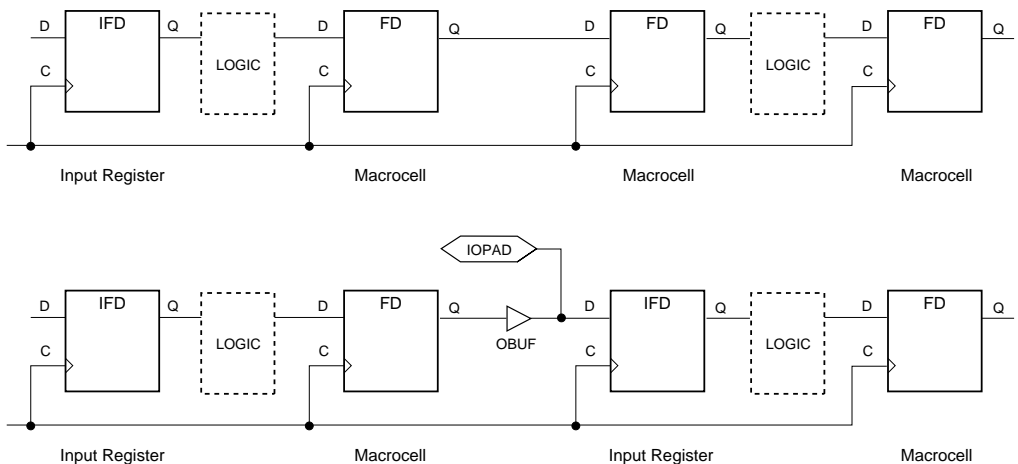 IFD FD FD FD
D Q D Q D Q D Q
LOGIC LOGIC
C C C C
Input Register Macrocell Macrocell Macrocell
IOPAD
IFD FD IFD FD
D Q D Q D Q D Q
LOGIC OBUF LOGIC
C C C C
Input Register Macrocell Input Register Macrocell